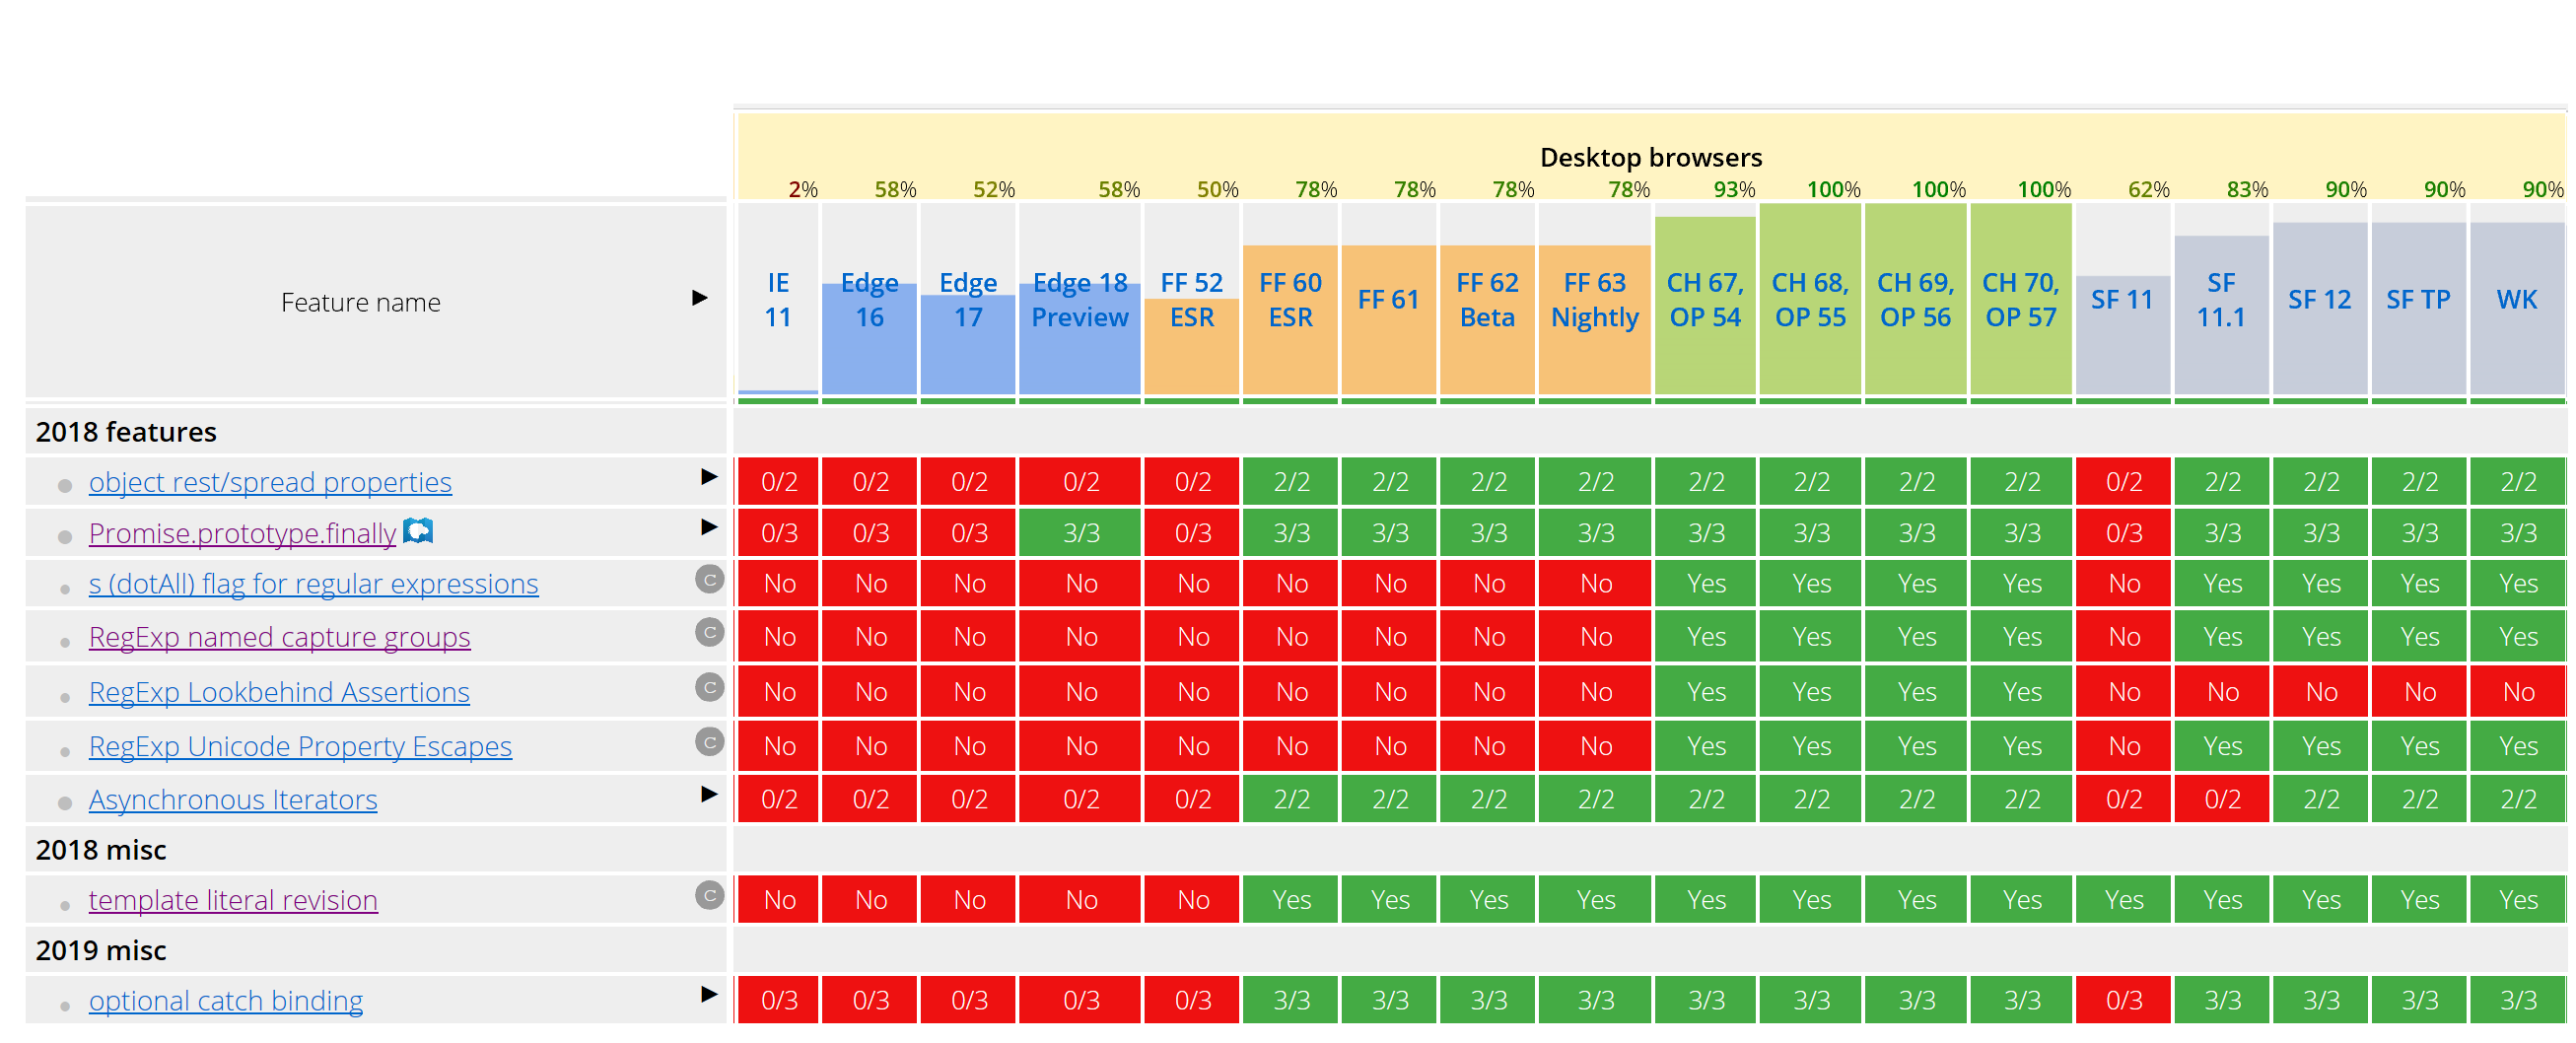 Desktop browsers
2% 58% 52% 58% 50% 78% 78% 78% 78% 93% 100% 100% 100% 62% 83% 90% 90% 90%
Feature name ▶ IE 11 Edge 16 Edge 17 Edge 18 Preview FF 52 ESR FF 60 ESR FF 61 FF 62 Beta FF 63 Nightly CH 67, OP 54 CH 68, OP 55 CH 69, OP 56 CH 70, OP 57 SF 11 SF 11.1 SF 12 SF TP WK
2018 features
object rest/spread properties ▶ 0/2 0/2 0/2 0/2 0/2 2/2 2/2 2/2 2/2 2/2 2/2 2/2 2/2 0/2 2/2 2/2 2/2 2/2
Promise.prototype.finally ▶ 0/3 0/3 0/3 3/3 0/3 3/3 3/3 3/3 3/3 3/3 3/3 3/3 3/3 0/3 3/3 3/3 3/3 3/3
s (dotAll) flag for regular expressions C No No No No No No No No No Yes Yes Yes Yes No Yes Yes Yes Yes
RegExp named capture groups C No No No No No No No No No Yes Yes Yes Yes No Yes Yes Yes Yes
RegExp Lookbehind Assertions C No No No No No No No No No Yes Yes Yes Yes No No No No No
RegExp Unicode Property Escapes C No No No No No No No No No Yes Yes Yes Yes No Yes Yes Yes Yes
Asynchronous Iterators ▶ 0/2 0/2 0/2 0/2 0/2 2/2 2/2 2/2 2/2 2/2 2/2 2/2 2/2 0/2 0/2 2/2 2/2 2/2
2018 misc
template literal revision C No No No No No Yes Yes Yes Yes Yes Yes Yes Yes Yes Yes Yes Yes Yes
2019 misc
optional catch binding ▶ 0/3 0/3 0/3 0/3 0/3 3/3 3/3 3/3 3/3 3/3 3/3 3/3 3/3 0/3 3/3 3/3 3/3 3/3